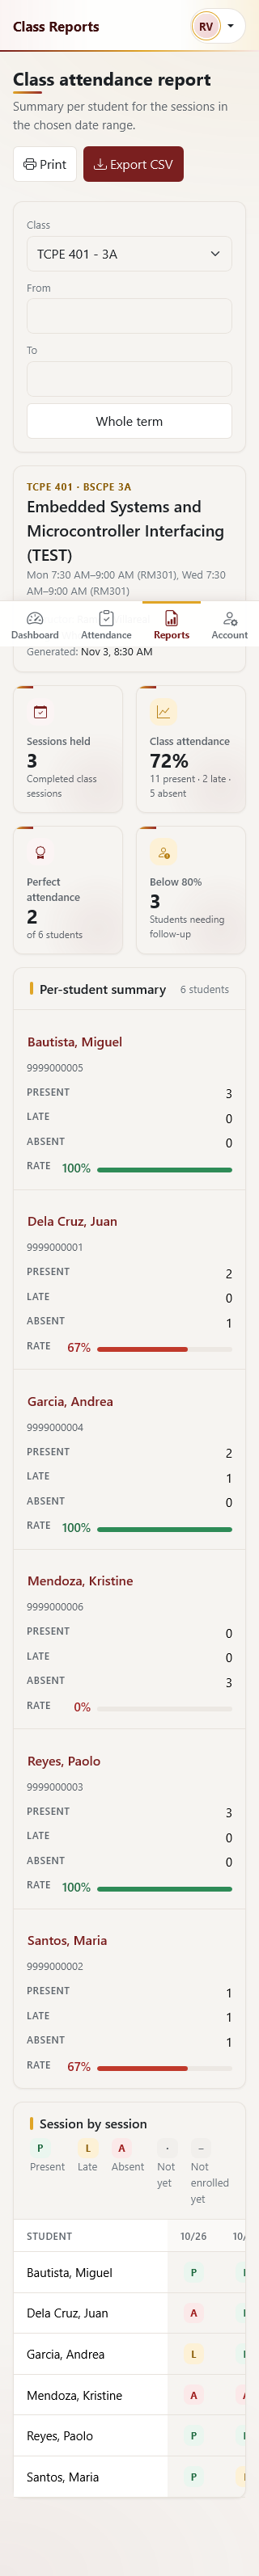 Class Reports
RV
Class attendance report
Summary per student for the sessions in
the chosen date range.
Print
Export CSV
Class
TCPE 401 - 3A
From
To
Whole term
TCPE 401 · BSCPE 3A
Embedded Systems and
Microcontroller Interfacing
(TEST)
Mon 7:30 AM–9:00 AM (RM301), Wed 7:30
AM–9:00 AM (RM301)
Dashboard
Attendance
Reports
Account
Generated: Nov 3, 8:30 AM
Sessions held
3
Completed class
sessions
Class attendance
72%
11 present · 2 late ·
5 absent
Perfect
attendance
2
of 6 students
Below 80%
3
Students needing
follow-up
Per-student summary
6 students
Bautista, Miguel
9999000005
PRESENT 3
LATE 0
ABSENT 0
RATE 100%
Dela Cruz, Juan
9999000001
PRESENT 2
LATE 0
ABSENT 1
RATE 67%
Garcia, Andrea
9999000004
PRESENT 2
LATE 1
ABSENT 0
RATE 100%
Mendoza, Kristine
9999000006
PRESENT 0
LATE 0
ABSENT 3
RATE 0%
Reyes, Paolo
9999000003
PRESENT 3
LATE 0
ABSENT 0
RATE 100%
Santos, Maria
9999000002
PRESENT 1
LATE 1
ABSENT 1
RATE 67%
Session by session
P L A · –
Present Late Absent Not yet Not enrolled yet
STUDENT 10/26 10/
Bautista, Miguel P
Dela Cruz, Juan A
Garcia, Andrea L
Mendoza, Kristine A
Reyes, Paolo P
Santos, Maria P